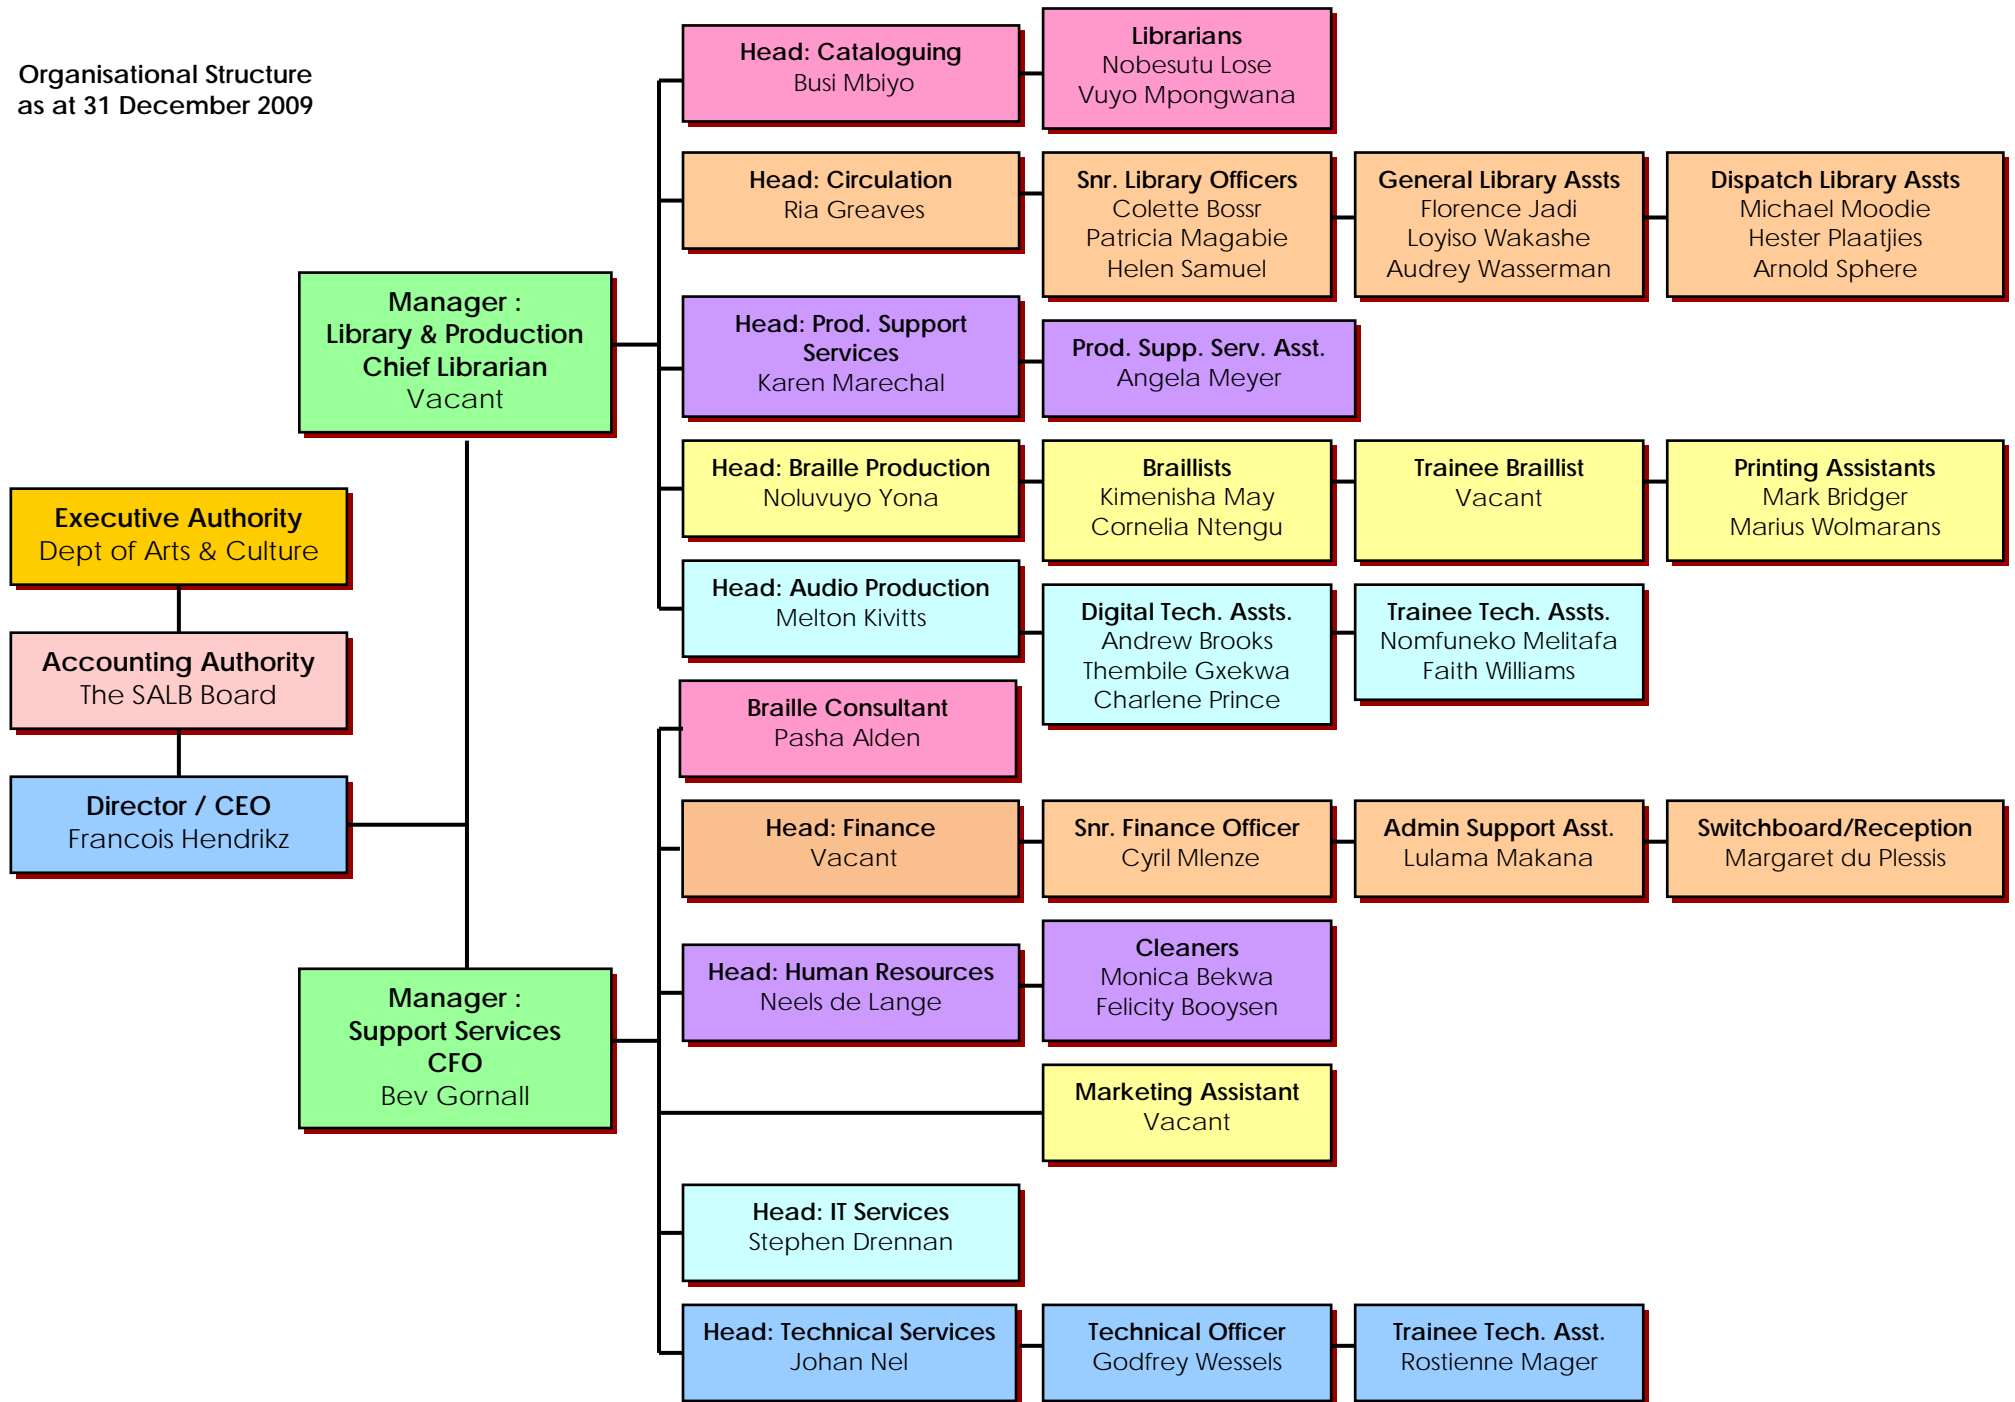 Organisational Structure
as at 31 December 2009
Executive Authority
Dept of Arts & Culture
Accounting Authority
The SALB Board
Director / CEO
Francois Hendrikz
Manager :
Library & Production
Chief Librarian
Vacant
Head: Cataloguing
Busi Mbiyo
Librarians
Nobesutu Lose
Vuyo Mpongwana
Head: Circulation
Ria Greaves
Snr. Library Officers
Colette Bossr
Patricia Magabie
Helen Samuel
General Library Assts
Florence Jadi
Loyiso Wakashe
Audrey Wasserman
Dispatch Library Assts
Michael Moodie
Hester Plaatjies
Arnold Sphere
Head: Prod. Support
Services
Karen Marechal
Prod. Supp. Serv. Asst.
Angela Meyer
Head: Braille Production
Noluvuyo Yona
Braillists
Kimenisha May
Cornelia Ntengu
Trainee Braillist
Vacant
Printing Assistants
Mark Bridger
Marius Wolmarans
Head: Audio Production
Melton Kivitts
Digital Tech. Assts.
Andrew Brooks
Thembile Gxekwa
Charlene Prince
Trainee Tech. Assts.
Nomfuneko Melitafa
Faith Williams
Manager :
Support Services
CFO
Bev Gornall
Braille Consultant
Pasha Alden
Head: Finance
Vacant
Snr. Finance Officer
Cyril Mlenze
Admin Support Asst.
Lulama Makana
Switchboard/Reception
Margaret du Plessis
Head: Human Resources
Neels de Lange
Cleaners
Monica Bekwa
Felicity Booysen
Marketing Assistant
Vacant
Head: IT Services
Stephen Drennan
Head: Technical Services
Johan Nel
Technical Officer
Godfrey Wessels
Trainee Tech. Asst.
Rostienne Mager